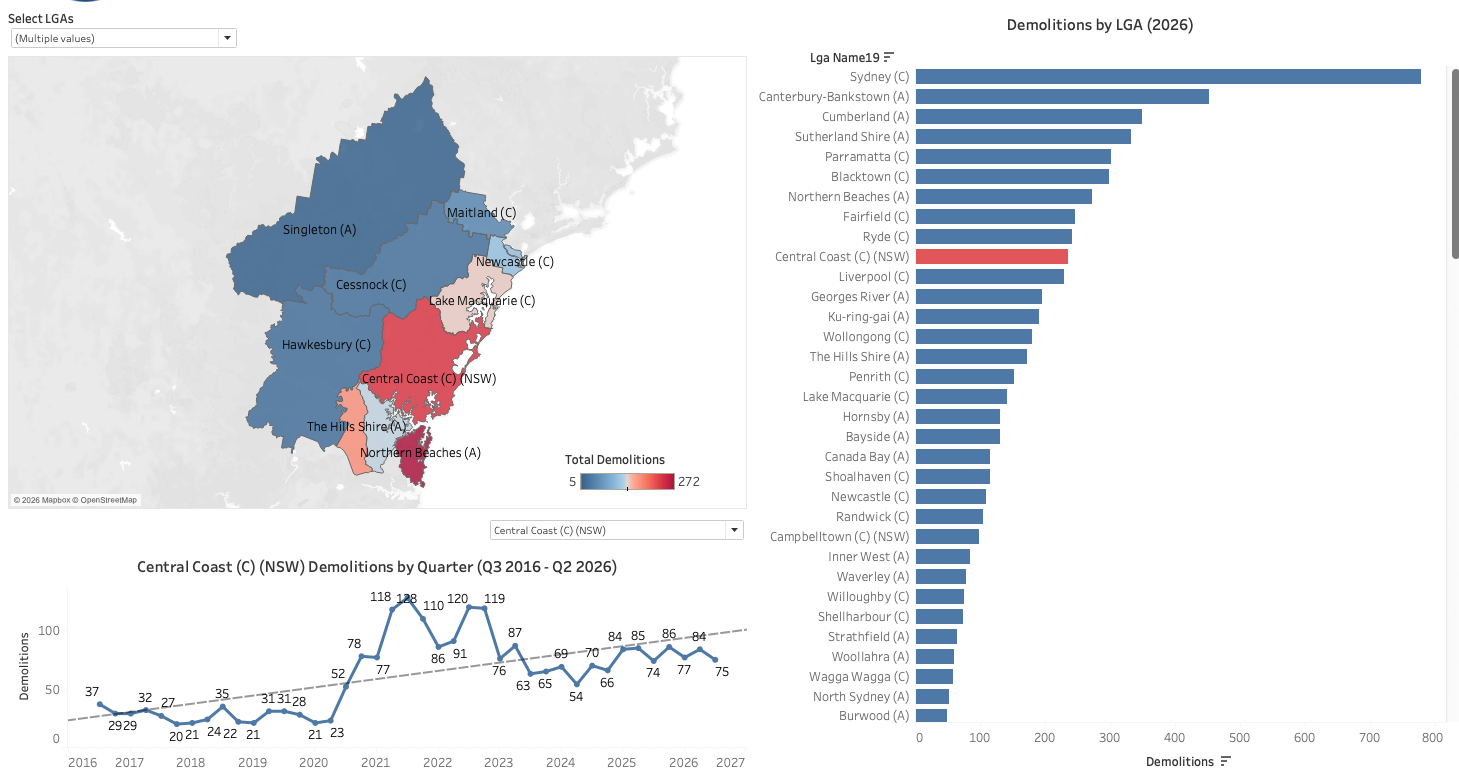 Select LGAs
(Multiple values)
Singleton (A)
Maitland (C)
Newcastle (C)
Cessnock (C)
Lake Macquarie (C)
Hawkesbury (C)
Central Coast (C) (NSW)
The Hills Shire (A)
Northern Beaches (A)
Total Demolitions
5
272
© 2026 Mapbox © OpenStreetMap
Central Coast (C) (NSW)
Central Coast (C) (NSW) Demolitions by Quarter (Q3 2016 - Q2 2026)
Demolitions
100
50
0
37
29
29
32
27
20
21
24
35
22
21
31
31
28
21
23
52
78
77
118
128
110
86
91
120
119
76
87
63
65
69
54
70
66
84
85
74
86
77
84
75
2016
2017
2018
2019
2020
2021
2022
2023
2024
2025
2026
2027
Demolitions by LGA (2026)
Lga Name19
Sydney (C)
Canterbury-Bankstown (A)
Cumberland (A)
Sutherland Shire (A)
Parramatta (C)
Blacktown (C)
Northern Beaches (A)
Fairfield (C)
Ryde (C)
Central Coast (C) (NSW)
Liverpool (C)
Georges River (A)
Ku-ring-gai (A)
Wollongong (C)
The Hills Shire (A)
Penrith (C)
Lake Macquarie (C)
Hornsby (A)
Bayside (A)
Canada Bay (A)
Shoalhaven (C)
Newcastle (C)
Randwick (C)
Campbelltown (C) (NSW)
Inner West (A)
Waverley (A)
Willoughby (C)
Shellharbour (C)
Strathfield (A)
Woollahra (A)
Wagga Wagga (C)
North Sydney (A)
Burwood (A)
0
100
200
300
400
500
600
700
800
Demolitions